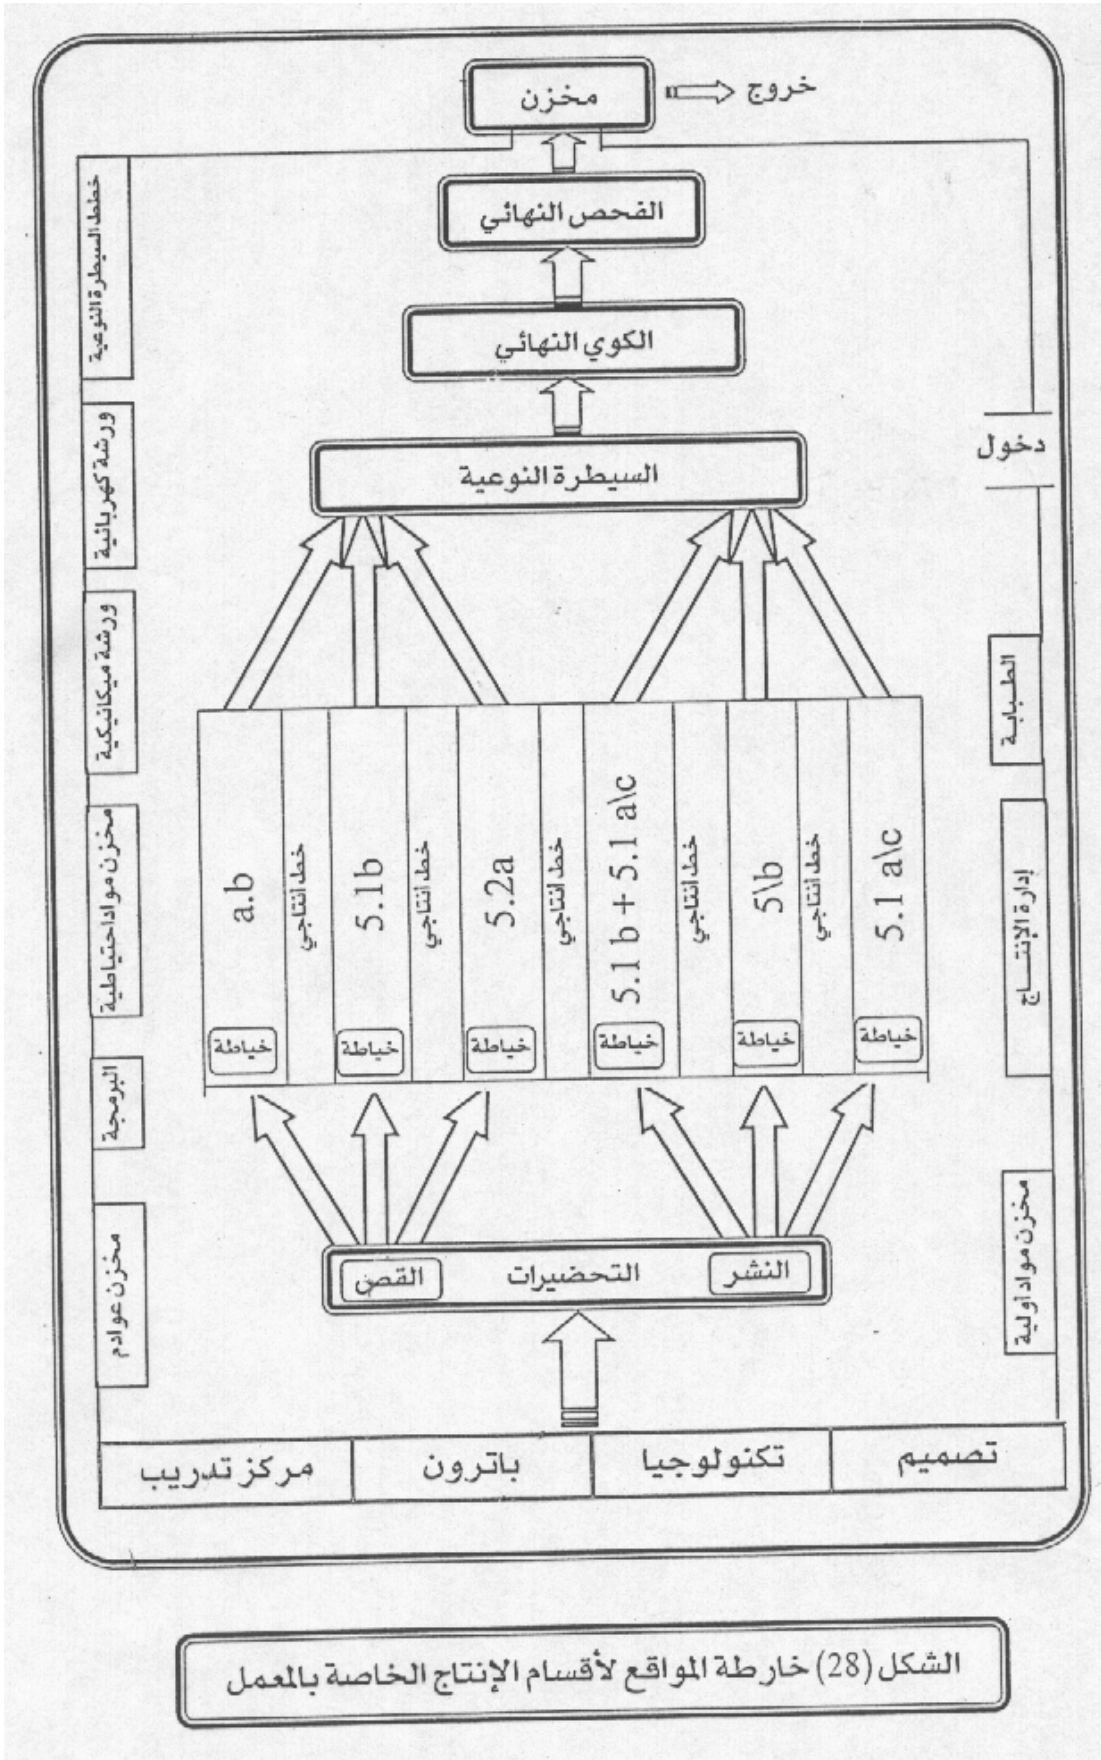 مخزن
خروج
الفحص النهائي
الكوي النهائي
السيطرة النوعية
دخول
خطط السيطرة النوعية
ورشة كهربائية
ورشة ميكانيكية
مخزن مواد احتياطية
البرمجة
مخزن عوادم
الطبابة
إدارة الإنتاج
مخزن مواد اولية
5.1 a\c
خياطة
خط انتاجي
5\b
خياطة
خط انتاجي
5.1 b + 5.1 a\c
خياطة
خط انتاجي
5.2a
خياطة
خط انتاجي
5.1b
خياطة
خط انتاجي
a.b
خياطة
النشر
التحضيرات
القص
تصميم
تكنولوجيا
باترون
مركز تدريب
الشكل (28) خارطة المواقع لأقسام الإنتاج الخاصة بالمعمل